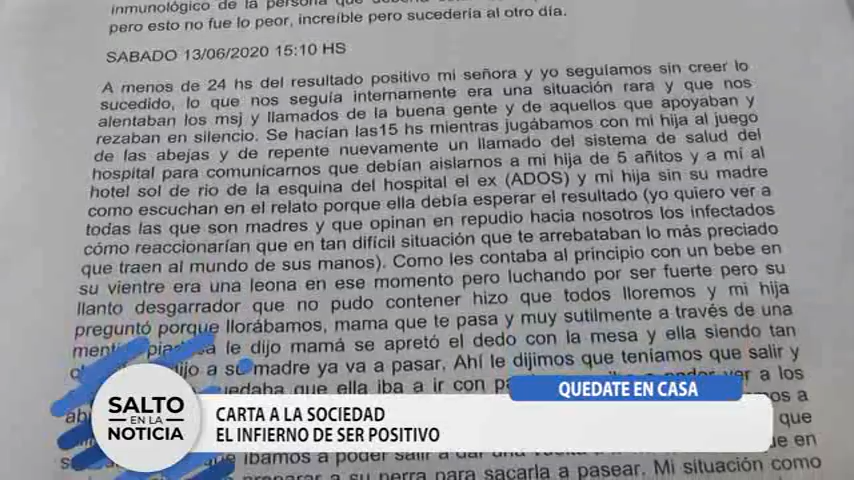 inmunológico de la persona que
pero esto no fue lo peor, increíble pero sucedería al otro día.
SABADO 13/06/2020 15:10 HS
A menos de 24 hs del resultado positivo mi señora y yo seguíamos sin creer lo
sucedido, lo que nos seguía internamente era una situación rara y que nos
alentaban los msj y llamados de la buena gente y de aquellos que apoyaban y
rezaban en silencio. Se hacían las15 hs mientras jugábamos con mi hija al juego
de las abejas y de repente nuevamente un llamado del sistema de salud del
hospital para comunicarnos que debían aislarnos a mi hija de 5 añitos y a mí al
hotel sol de rio de la esquina del hospital el ex (ADOS) y mi hija sin su madre
como escuchan en el relato porque ella debía esperar el resultado (yo quiero ver a
todas las que son madres y que opinan en repudio hacia nosotros los infectados
cómo reaccionarían que en tan difícil situación que te arrebataban lo más preciado
que traen al mundo de sus manos). Como les contaba al principio con un bebe en
su vientre era una leona en ese momento pero luchando por ser fuerte pero su
llanto desgarrador que no pudo contener hizo que todos lloremos y mi hija
preguntó porque llorábamos, mama que te pasa y muy sutilmente a través de una
le dijo mamá se apretó el dedo con la mesa y ella siendo tan
dijo a su madre ya va a pasar. Ahí le dijimos que teníamos que salir y
que ella iba a ir con ver a los
a
que
íbamos a poder salir a dar una vuelta en
a su perra para sacarla a pasear. Mi situación como
QUEDATE EN CASA
SALTO
EN LA
NOTICIA
CARTA A LA SOCIEDAD
EL INFIERNO DE SER POSITIVO